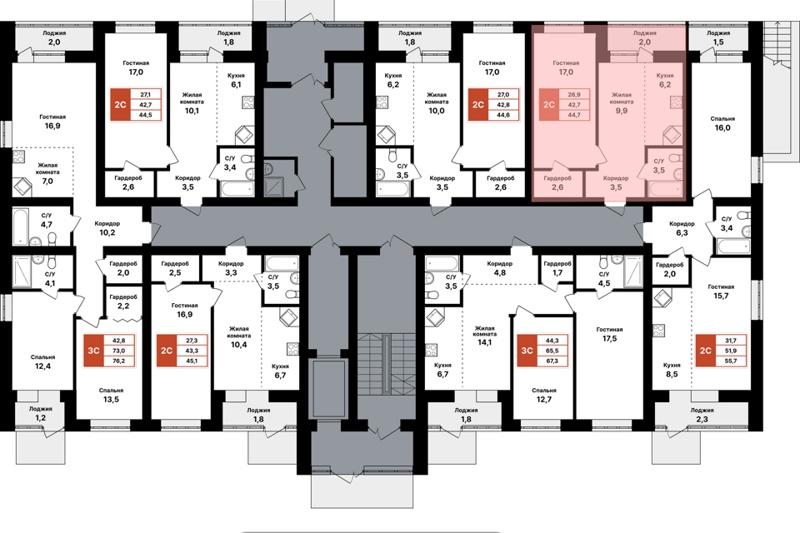 Лоджия
2,0
Гостиная
17,0
27,1
2С
42,7
44,5
Лоджия
1,8
Кухня
6,1
Жилая
комната
10,1
Гостиная
16,9
Жилая
комната
7,0
Гардероб
2,6
С/У
3,4
Коридор
3,5
Лоджия
1,8
Кухня
6,2
Жилая
комната
10,0
Гостиная
17,0
27,0
2С
42,8
44,6
С/У
3,5
Коридор
3,5
Гардероб
2,6
Гостиная
17,0
26,9
2С
42,7
44,7
Лоджия
2,0
Кухня
6,2
Жилая
комната
9,9
Гардероб
2,6
Коридор
3,5
С/У
3,5
Лоджия
1,5
Спальня
16,0
С/У
4,7
Коридор
10,2
С/У
4,1
Гардероб
2,0
Гардероб
2,2
42,8
3С
73,0
76,2
Спальня
12,4
Спальня
13,5
Лоджия
1,2
Гардероб
2,5
Коридор
3,3
С/У
3,5
Гостиная
16,9
27,3
2С
43,3
45,1
Жилая
комната
10,4
Кухня
6,7
Лоджия
1,8
С/У
3,5
Коридор
4,8
Гардероб
1,7
С/У
4,5
Жилая
комната
14,1
Кухня
6,7
44,3
3С
65,5
67,3
Спальня
12,7
Гостиная
17,5
Лоджия
1,8
Коридор
6,3
С/У
3,4
Гардероб
2,0
Гостиная
15,7
31,7
2С
51,9
55,7
Кухня
8,5
Лоджия
2,3